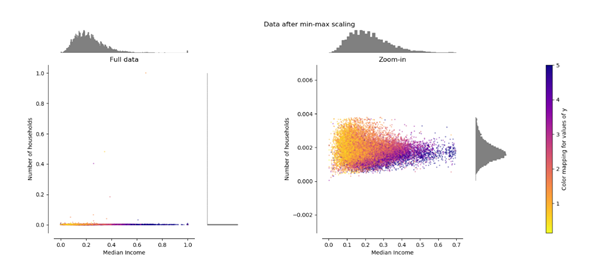 Data after min-max scaling
Full data
Zoom-in
1.0
0.8
0.6
0.4
0.2
0.0
Number of households
0.0 0.2 0.4 0.6 0.8 1.0
Median Income
0.006
0.004
0.002
0.000
−0.002
Number of households
0.0 0.1 0.2 0.3 0.4 0.5 0.6 0.7
Median Income
5
4
3
2
1
Color mapping for values of y